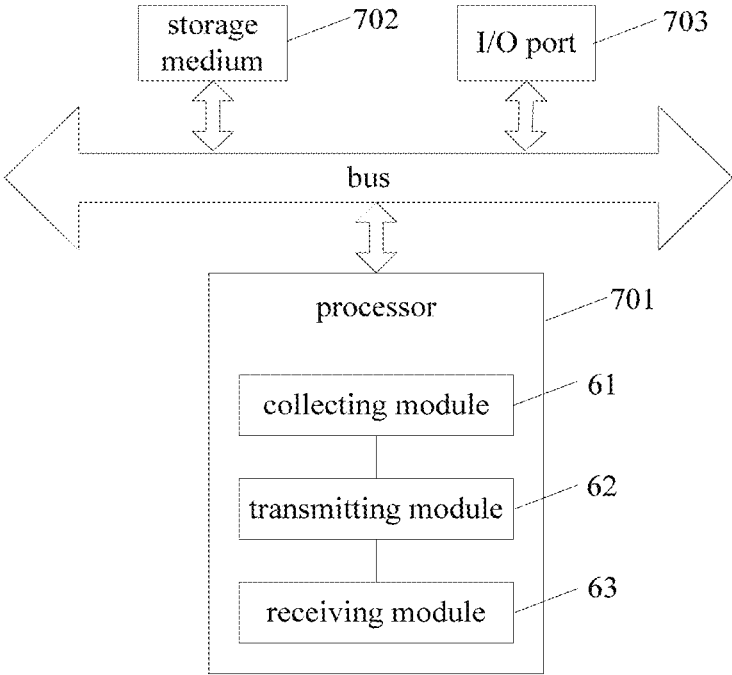 storage
medium
702
I/O port
703
bus
processor
701
collecting module
61
transmitting module
62
receiving module
63